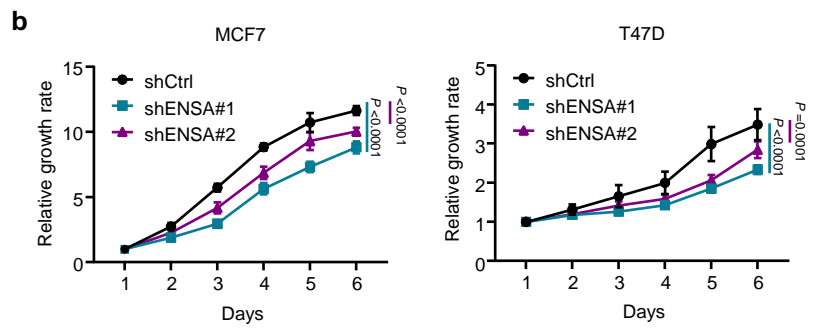 b
MCF7
Relative growth rate
15
10
5
0
shCtrl
shENSA#1
shENSA#2
P <0.0001
P <0.0001
1 2 3 4 5 6
Days
T47D
Relative growth rate
5
4
3
2
1
0
shCtrl
shENSA#1
shENSA#2
P <0.0001
P =0.0001
1 2 3 4 5 6
Days